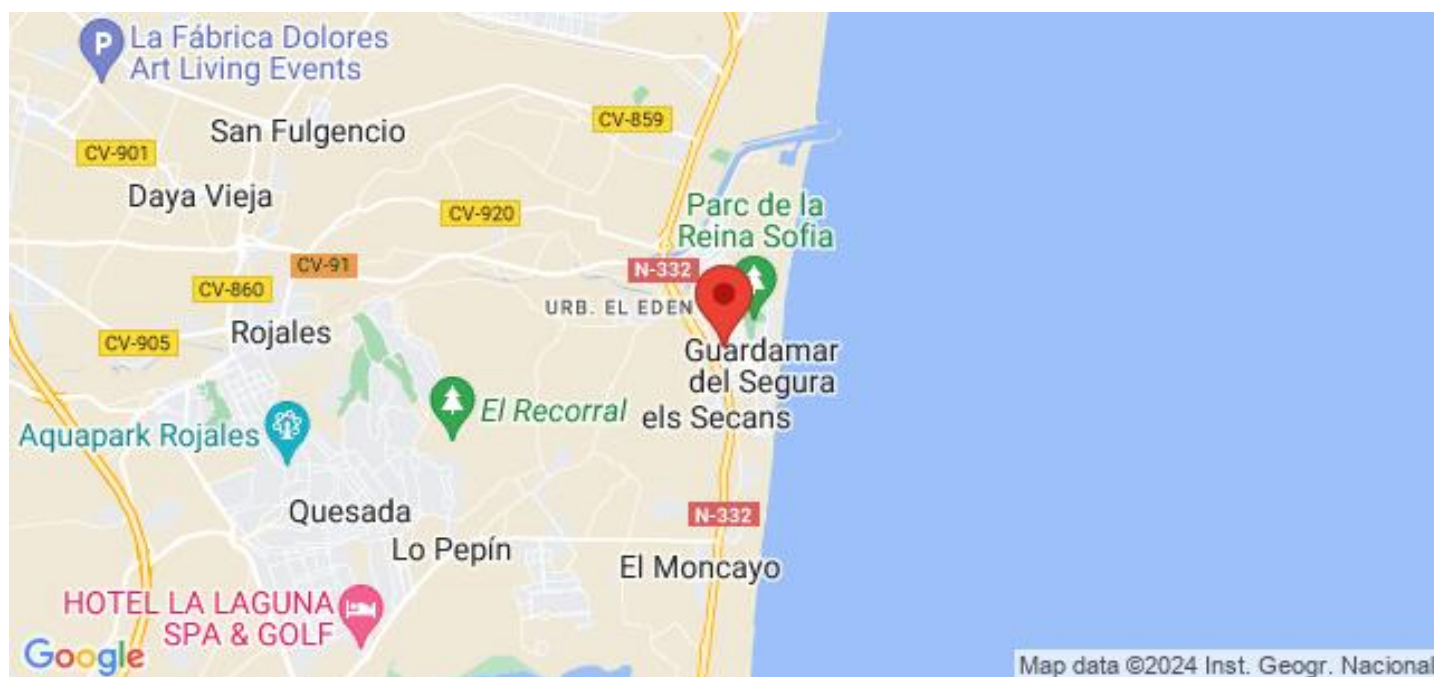 La Fábrica Dolores
Art Living Events
San Fulgencio
CV-859
CV-901
Daya Vieja
CV-920
Parc de la
Reina Sofia
CV-91
N-332
CV-860
URB. EL EDEN
Rojales
CV-905
Guardamar
del Segura
El Recorral
els Secans
Aquapark Rojales
Quesada
N-332
Lo Pepín
El Moncayo
HOTEL LA LAGUNA
SPA & GOLF
Google
Map data ©2024 Inst. Geogr. Nacional